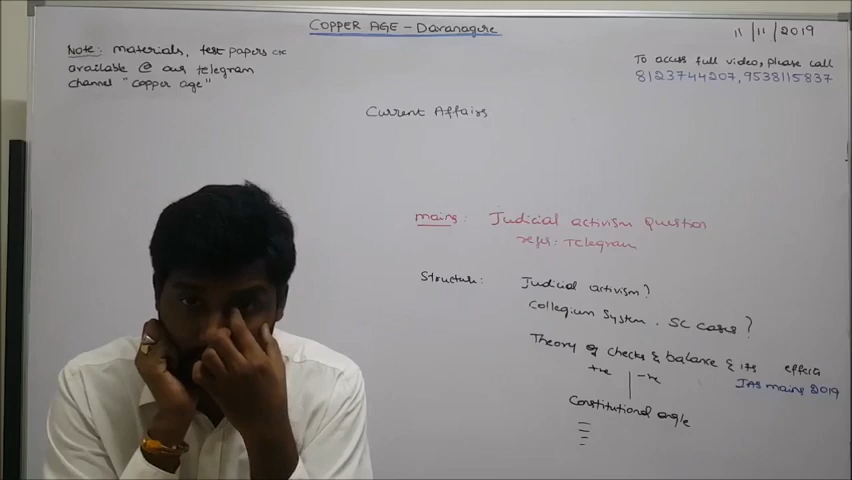 COPPER AGE - Davanagire
11/11/2019
Note: materials, test papers etc
available @ our telegram
channel "copper age"
To access full video, please call
8123744207, 9538115837
Current Affairs
mains: Judicial activism Question
refer: Telegram
Structure: Judicial activism?
Collegium System. SC cases?
Theory of checks & balance & its effects
+ve | -ve
IAS mains 2019
Constitutional angle